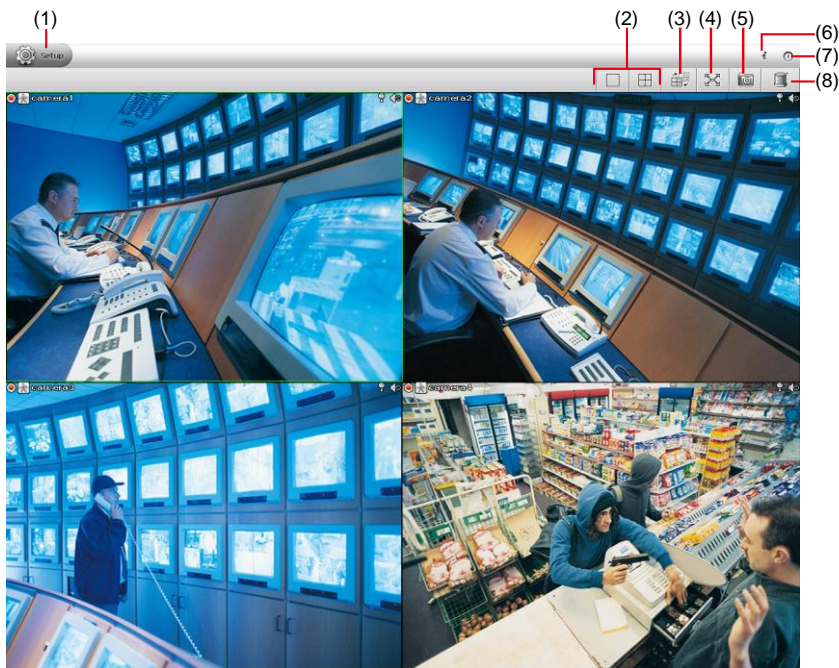 (1) (2) (3) (4) (5) (6)
Setup (7)
(8)
camera1 camera2
camera3 camera4